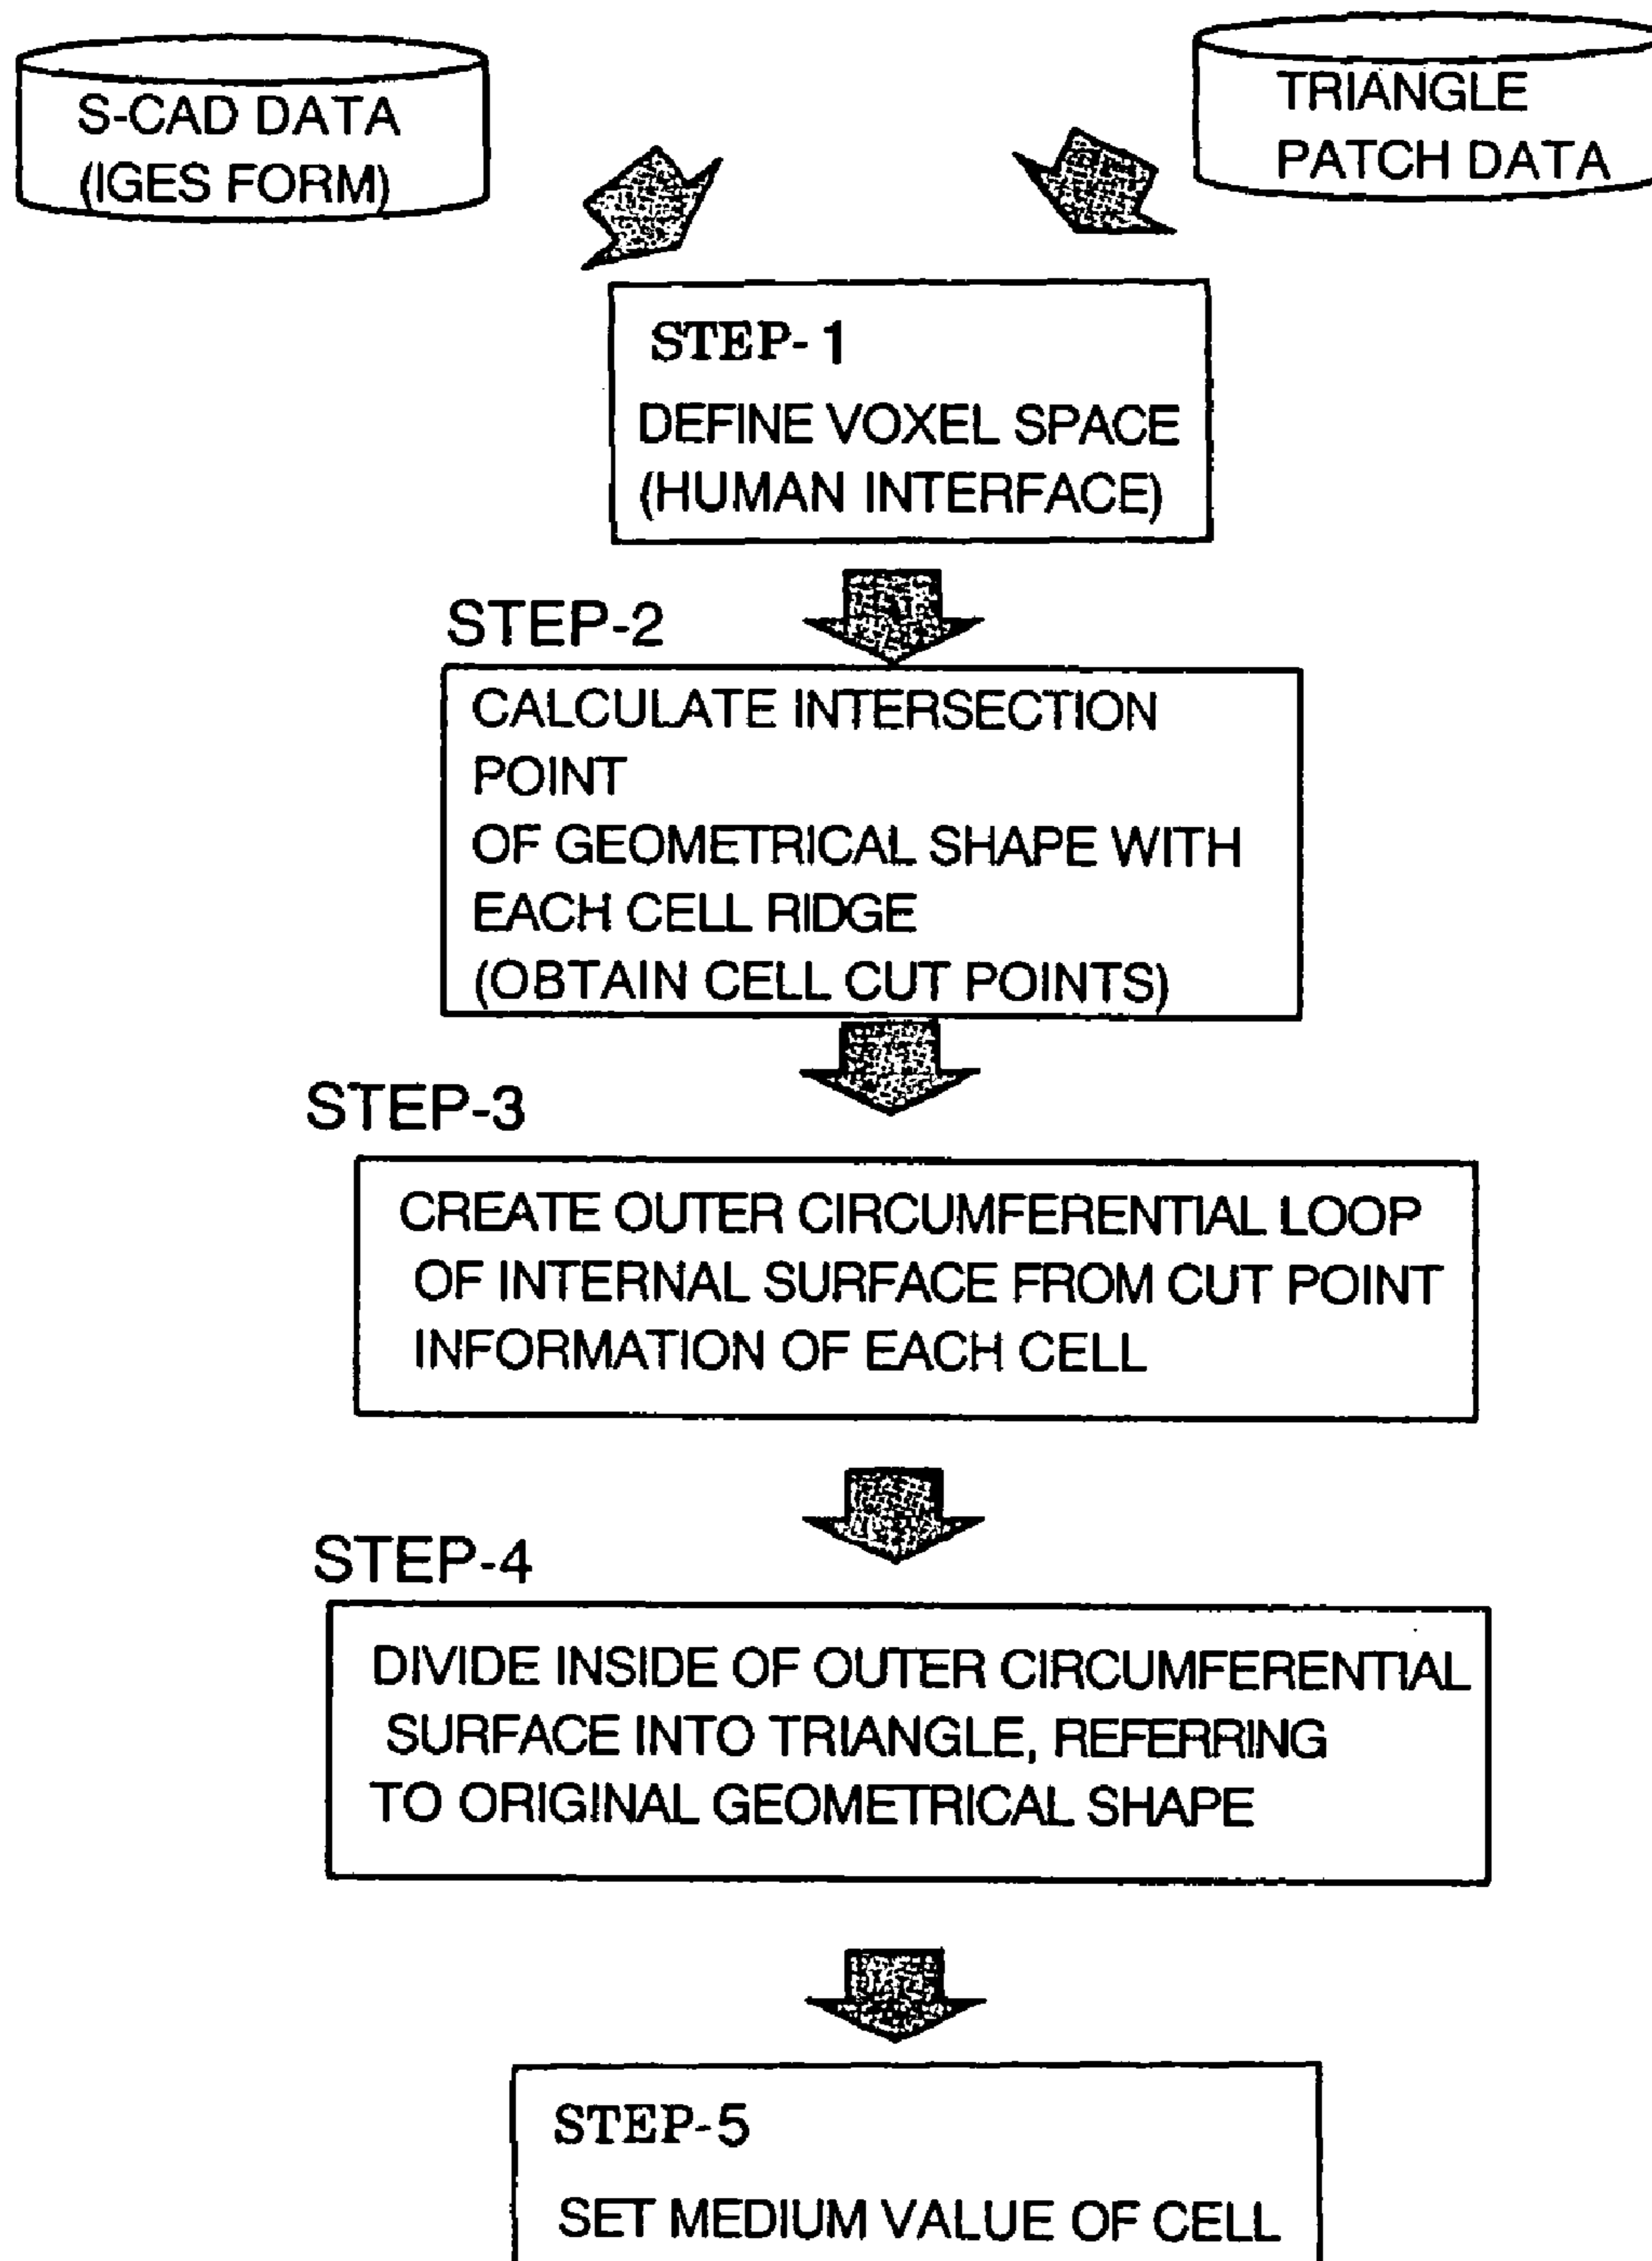 S-CAD DATA
(IGES FORM)
TRIANGLE
PATCH DATA
STEP-1
DEFINE VOXEL SPACE
(HUMAN INTERFACE)
STEP-2
CALCULATE INTERSECTION
POINT
OF GEOMETRICAL SHAPE WITH
EACH CELL RIDGE
(OBTAIN CELL CUT POINTS)
STEP-3
CREATE OUTER CIRCUMFERENTIAL LOOP
OF INTERNAL SURFACE FROM CUT POINT
INFORMATION OF EACH CELL
STEP-4
DIVIDE INSIDE OF OUTER CIRCUMFERENTIAL
SURFACE INTO TRIANGLE, REFERRING
TO ORIGINAL GEOMETRICAL SHAPE
STEP-5
SET MEDIUM VALUE OF CELL